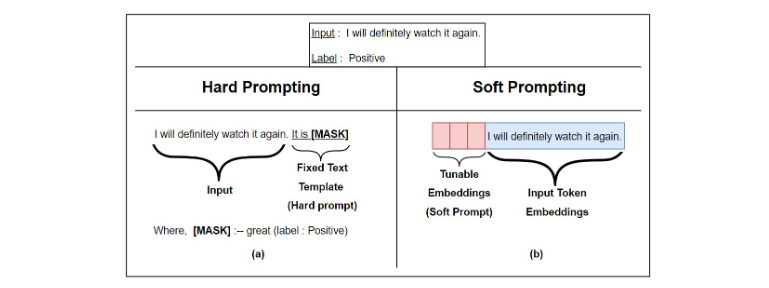 Input : I will definitely watch it again.
Label : Positive
Hard Prompting
Soft Prompting
I will definitely watch it again. It is [MASK]
Input
Fixed Text
Template
(Hard prompt)
Where, [MASK] :-- great (label : Positive)
(a)
I will definitely watch it again.
Tunable
Embeddings
(Soft Prompt)
Input Token
Embeddings
(b)